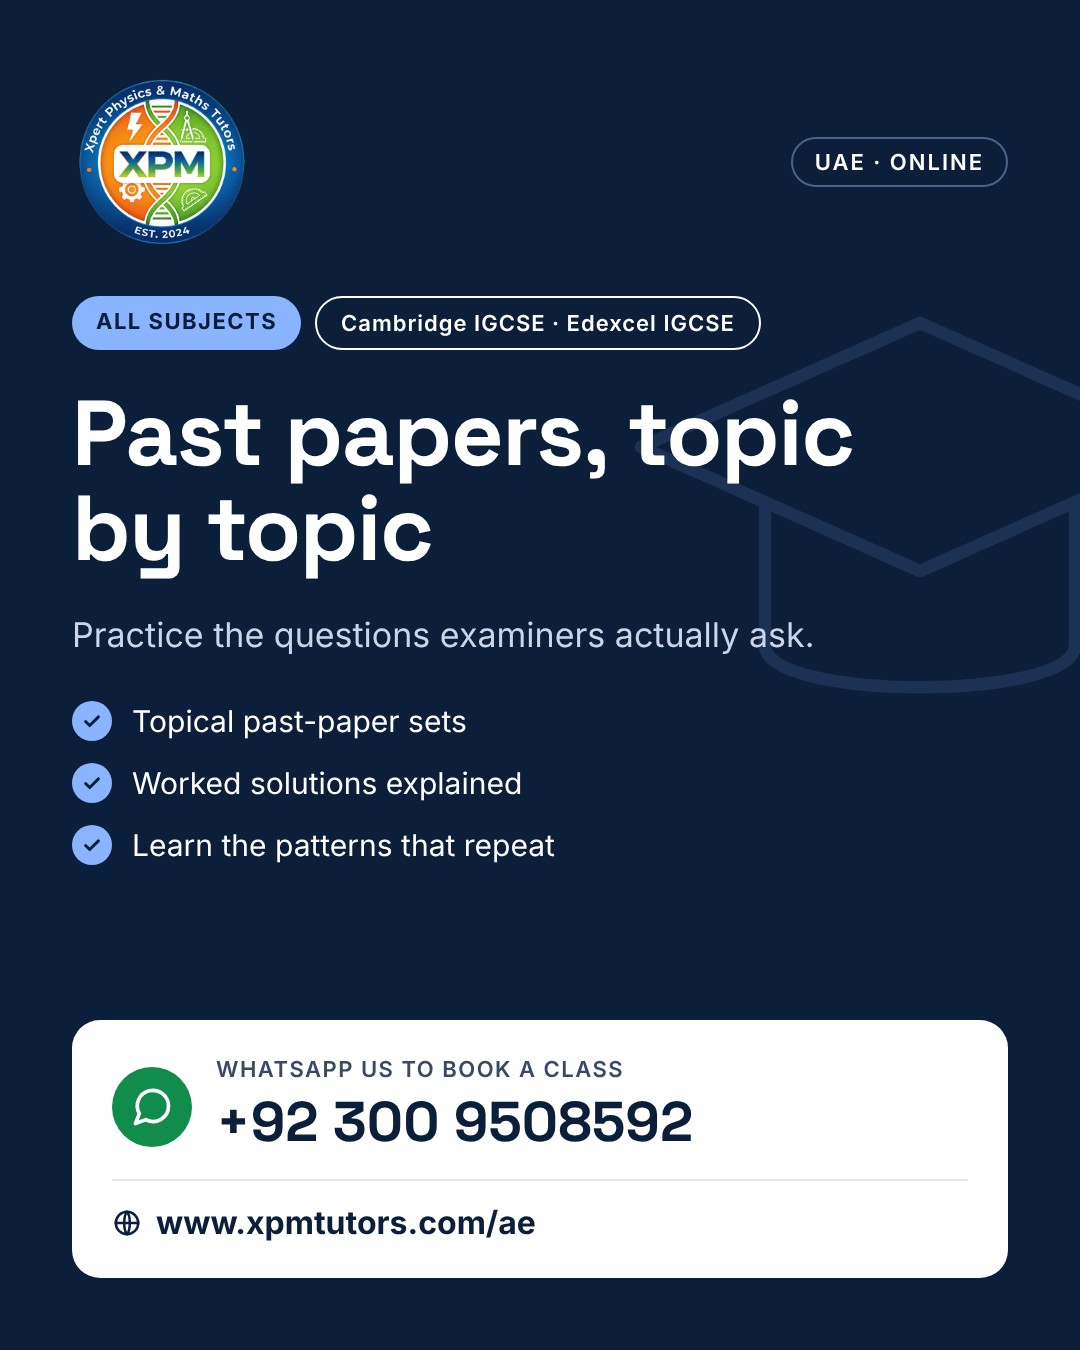 Xpert Physics & Maths Tutors
XPM
EST. 2024
UAE · ONLINE
ALL SUBJECTS
Cambridge IGCSE · Edexcel IGCSE
Past papers, topic
by topic
Practice the questions examiners actually ask.
Topical past-paper sets
Worked solutions explained
Learn the patterns that repeat
WHATSAPP US TO BOOK A CLASS
+92 300 9508592
www.xpmtutors.com/ae